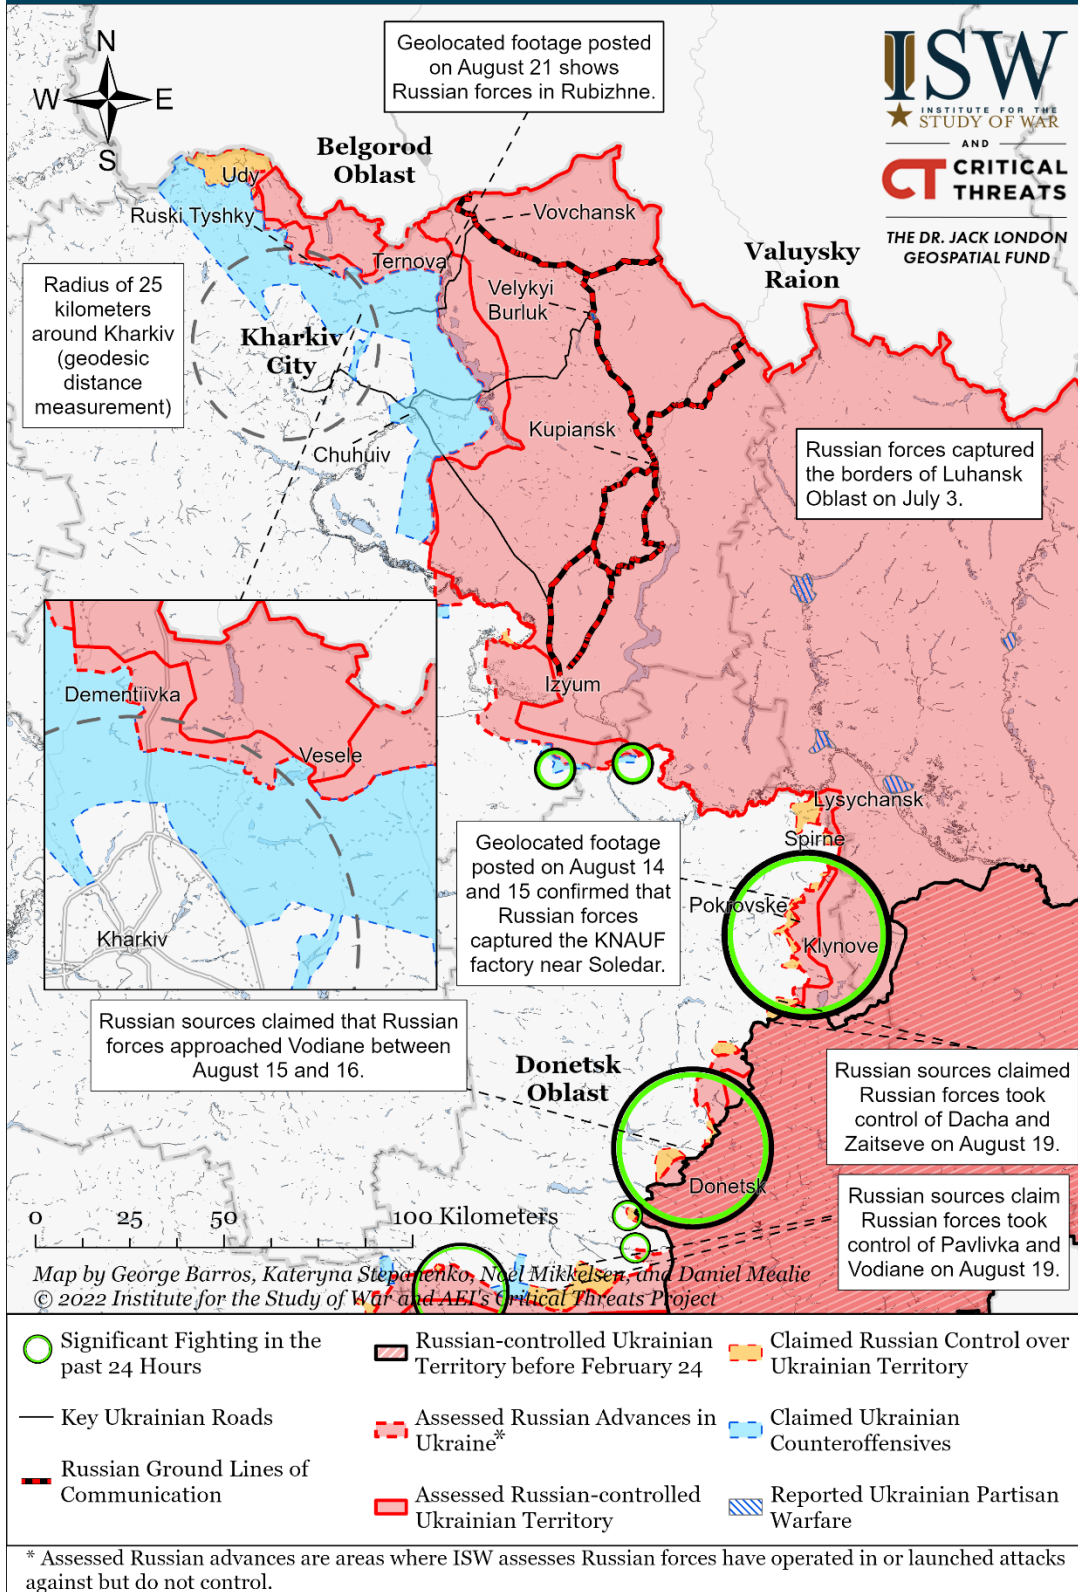 Geolocated footage posted
on August 21 shows
Russian forces in Rubizhne.
ISW
INSTITUTE FOR THE
STUDY OF WAR
AND
CT CRITICAL
THREATS
THE DR. JACK LONDON
GEOSPATIAL FUND
N
W
E
S
Belgorod
Oblast
Udy
Ruski Tyshky
Vovchansk
Ternova
Valuysky
Raion
Velykyi
Burluk
Radius of 25
kilometers
around Kharkiv
(geodesic
distance
measurement)
Kharkiv
City
Kupiansk
Chuhuiv
Russian forces captured
the borders of Luhansk
Oblast on July 3.
Izyum
Dementiivka
Vesele
Kharkiv
Lysychansk
Spirne
Geolocated footage
posted on August 14
and 15 confirmed that
Russian forces
captured the KNAUF
factory near Soledar.
Pokrovske
Klynove
Russian sources claimed that Russian
forces approached Vodiane between
August 15 and 16.
Donetsk
Oblast
Russian sources claimed
Russian forces took
control of Dacha and
Zaitseve on August 19.
Donetsk
Russian sources claim
Russian forces took
control of Pavlivka and
Vodiane on August 19.
0 25 50 100 Kilometers
Map by George Barros, Kateryna Stepanenko, Noel Mikkelsen, and Daniel Mealie
© 2022 Institute for the Study of War and AEI's Critical Threats Project
Significant Fighting in the
past 24 Hours
Key Ukrainian Roads
Russian Ground Lines of
Communication
Russian-controlled Ukrainian
Territory before February 24
Assessed Russian Advances in
Ukraine*
Assessed Russian-controlled
Ukrainian Territory
Claimed Russian Control over
Ukrainian Territory
Claimed Ukrainian
Counteroffensives
Reported Ukrainian Partisan
Warfare
* Assessed Russian advances are areas where ISW assesses Russian forces have operated in or launched attacks
against but do not control.